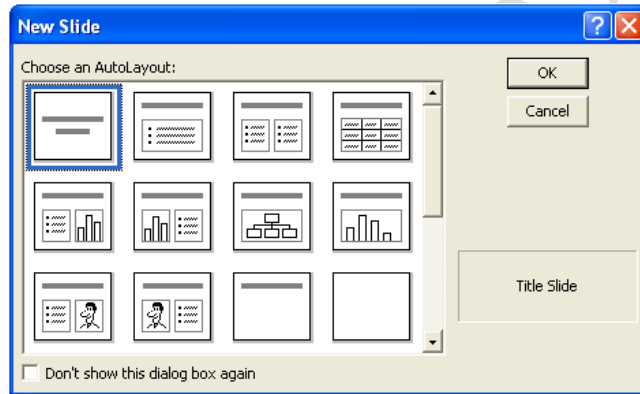 New Slide
Choose an AutoLayout:
OK
Cancel
Title Slide
Don't show this dialog box again